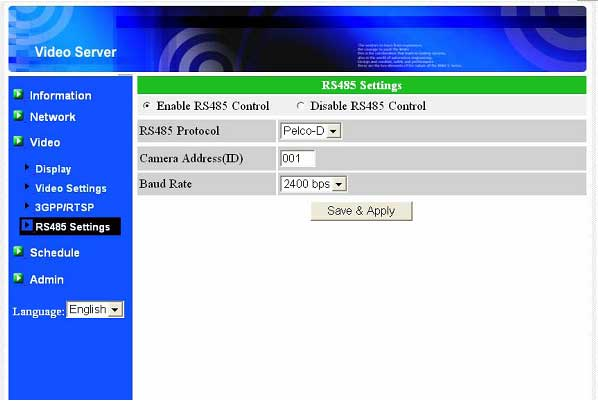 Video Server
RS485 Settings
Information
Enable RS485 Control
Disable RS485 Control
Network
RS485 Protocol
Pelco-D
Video
Camera Address(ID)
001
Display
Baud Rate
2400 bps
Video Settings
3GPP/RTSP
Save & Apply
RS485 Settings
Schedule
Admin
Language:
English